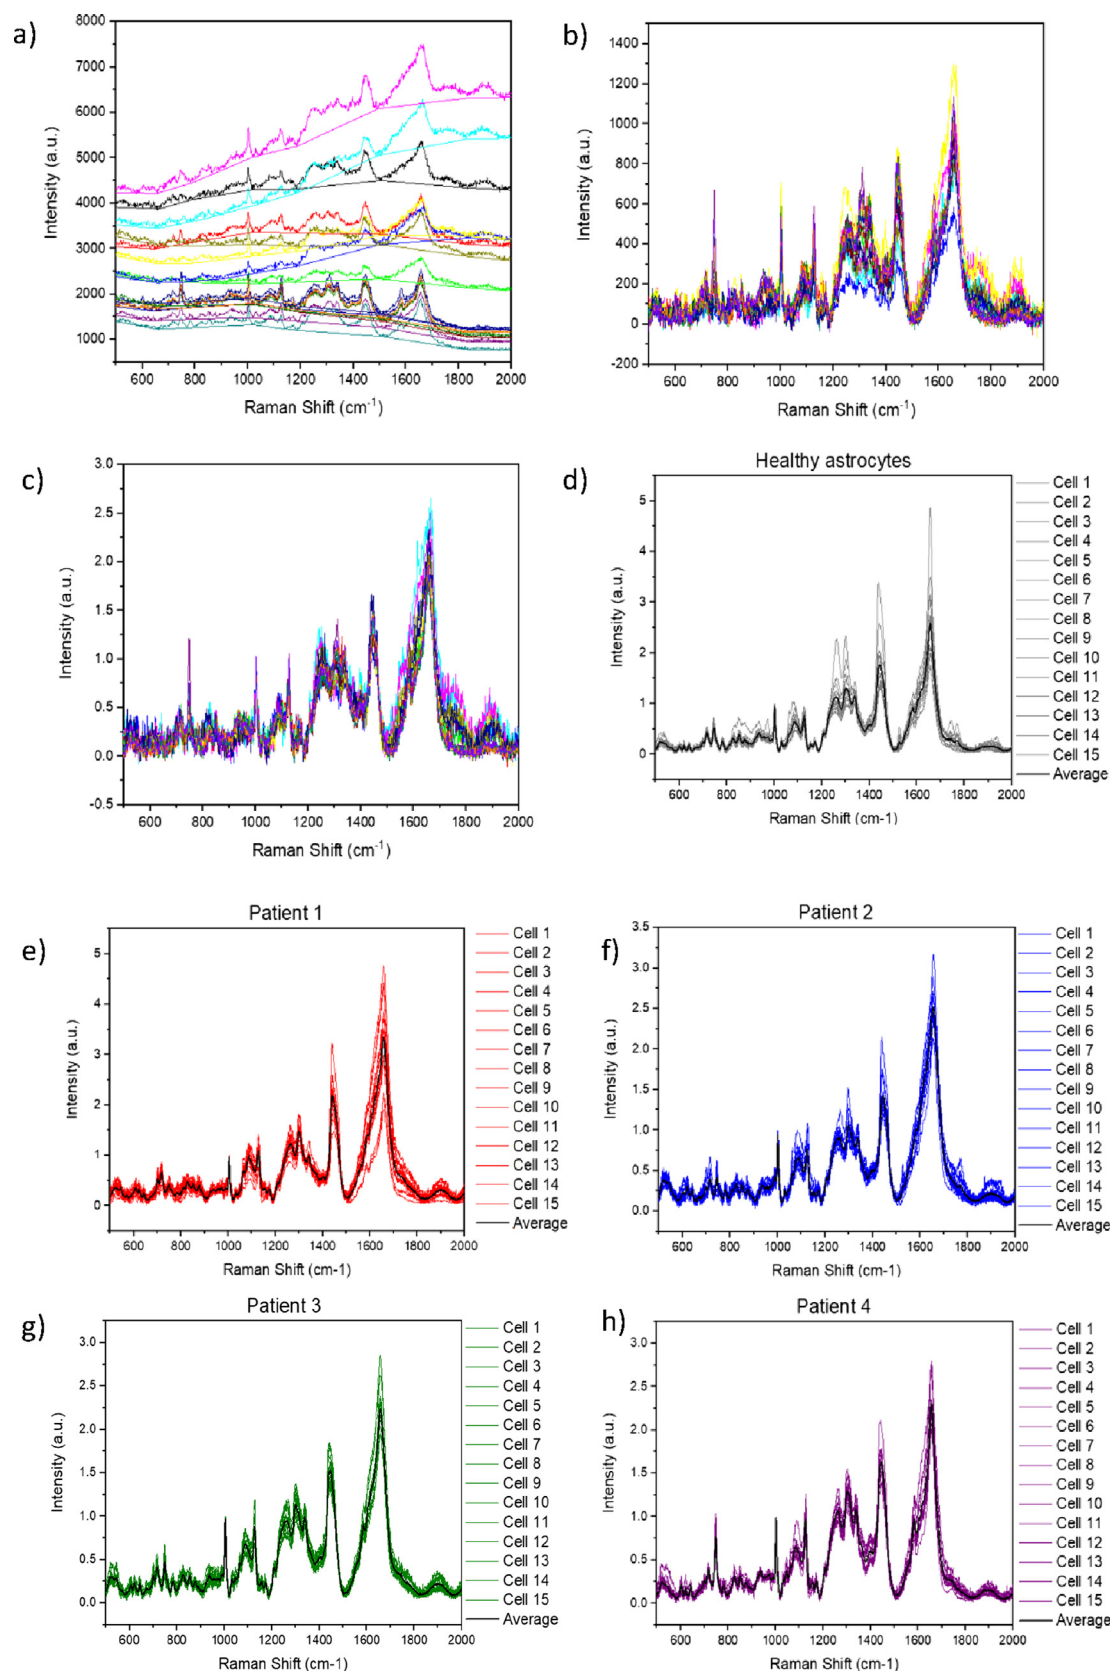 a)
8000
7000
6000
5000
4000
3000
2000
1000
Intensity (a.u.)
600 800 1000 1200 1400 1600 1800 2000
Raman Shift (cm-1)
b)
1400
1200
1000
800
600
400
200
0
-200
Intensity (a.u.)
600 800 1000 1200 1400 1600 1800 2000
Raman Shift (cm-1)
c)
3.0
2.5
2.0
1.5
1.0
0.5
0.0
-0.5
Intensity (a.u.)
600 800 1000 1200 1400 1600 1800 2000
Raman Shift (cm-1)
Healthy astrocytes
d)
5
4
3
2
1
0
Intensity (a.u.)
600 800 1000 1200 1400 1600 1800 2000
Raman Shift (cm-1)
Cell 1
Cell 2
Cell 3
Cell 4
Cell 5
Cell 6
Cell 7
Cell 8
Cell 9
Cell 10
Cell 11
Cell 12
Cell 13
Cell 14
Cell 15
Average
Patient 1
e)
5
4
3
2
1
0
Intensity (a.u.)
600 800 1000 1200 1400 1600 1800 2000
Raman Shift (cm-1)
Cell 1
Cell 2
Cell 3
Cell 4
Cell 5
Cell 6
Cell 7
Cell 8
Cell 9
Cell 10
Cell 11
Cell 12
Cell 13
Cell 14
Cell 15
Average
Patient 2
f)
3.5
3.0
2.5
2.0
1.5
1.0
0.5
0.0
Intensity (a.u.)
600 800 1000 1200 1400 1600 1800 2000
Raman Shift (cm-1)
Cell 1
Cell 2
Cell 3
Cell 4
Cell 5
Cell 6
Cell 7
Cell 8
Cell 9
Cell 10
Cell 11
Cell 12
Cell 13
Cell 14
Cell 15
Average
Patient 3
g)
3.0
2.5
2.0
1.5
1.0
0.5
0.0
Intensity (a.u.)
600 800 1000 1200 1400 1600 1800 2000
Raman Shift (cm-1)
Cell 1
Cell 2
Cell 3
Cell 4
Cell 5
Cell 6
Cell 7
Cell 8
Cell 9
Cell 10
Cell 11
Cell 12
Cell 13
Cell 14
Cell 15
Average
Patient 4
h)
3.0
2.5
2.0
1.5
1.0
0.5
0.0
Intensity (a.u.)
600 800 1000 1200 1400 1600 1800 2000
Raman Shift (cm-1)
Cell 1
Cell 2
Cell 3
Cell 4
Cell 5
Cell 6
Cell 7
Cell 8
Cell 9
Cell 10
Cell 11
Cell 12
Cell 13
Cell 14
Cell 15
Average